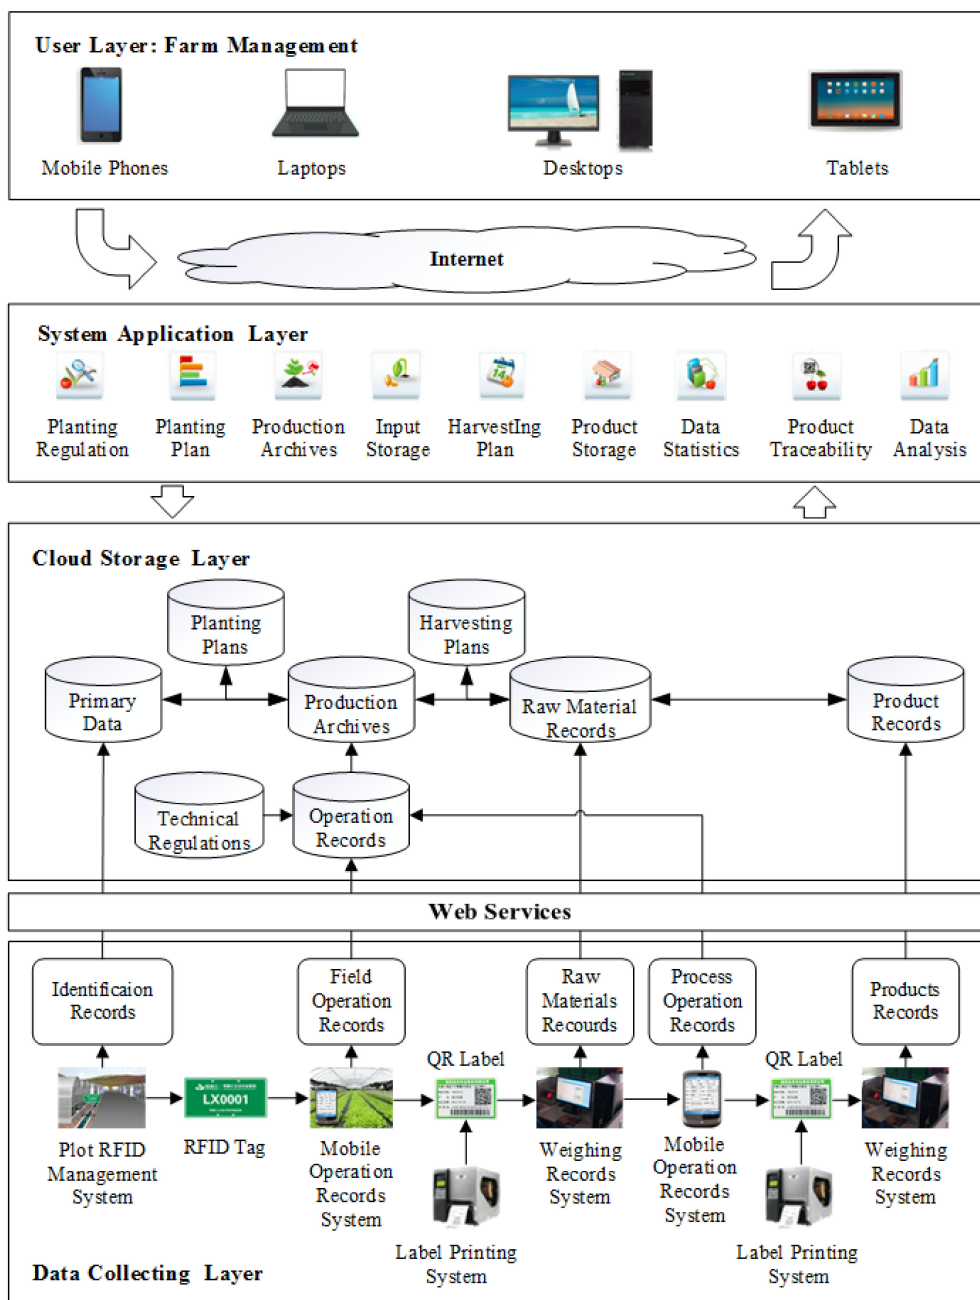 User Layer: Farm Management
Mobile Phones
Laptops
Desktops
Tablets
Internet
System Application Layer
Planting
Regulation
Planting
Plan
Production
Archives
Input
Storage
HarvestIng
Plan
Product
Storage
Data
Statistics
Product
Traceability
Data
Analysis
Cloud Storage Layer
Planting
Plans
Harvesting
Plans
Primary
Data
Production
Archives
Raw Material
Records
Product
Records
Technical
Regulations
Operation
Records
Web Services
Identificaion
Records
Field
Operation
Records
Raw
Materials
Recourds
Process
Operation
Records
Products
Records
QR Label
QR Label
LX0001
Plot RFID
Management
System
RFID Tag
Mobile
Operation
Records
System
Weighing
Records
System
Mobile
Operation
Records
System
Weighing
Records
System
Label Printing
System
Label Printing
System
Data Collecting Layer